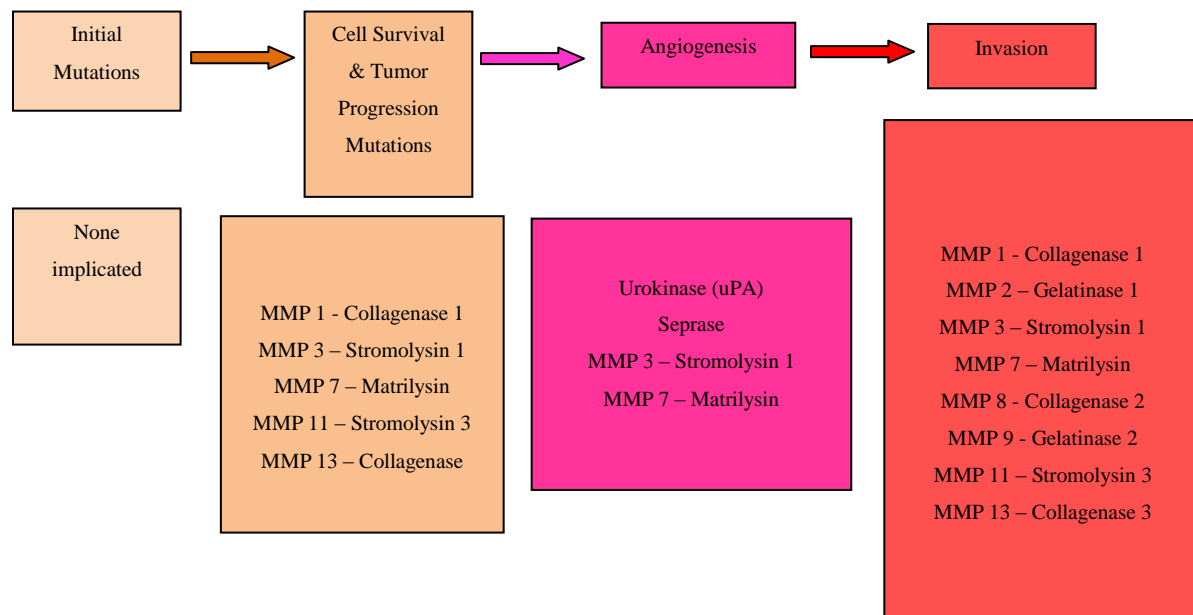 Initial
Mutations
Cell Survival
& Tumor
Progression
Mutations
Angiogenesis
Invasion
None
implicated
MMP 1 - Collagenase 1
MMP 3 – Stromolysin 1
MMP 7 – Matrilysin
MMP 11 – Stromolysin 3
MMP 13 – Collagenase
Urokinase (uPA)
Seprase
MMP 3 – Stromolysin 1
MMP 7 – Matrilysin
MMP 1 - Collagenase 1
MMP 2 – Gelatinase 1
MMP 3 – Stromolysin 1
MMP 7 – Matrilysin
MMP 8 - Collagenase 2
MMP 9 - Gelatinase 2
MMP 11 – Stromolysin 3
MMP 13 – Collagenase 3